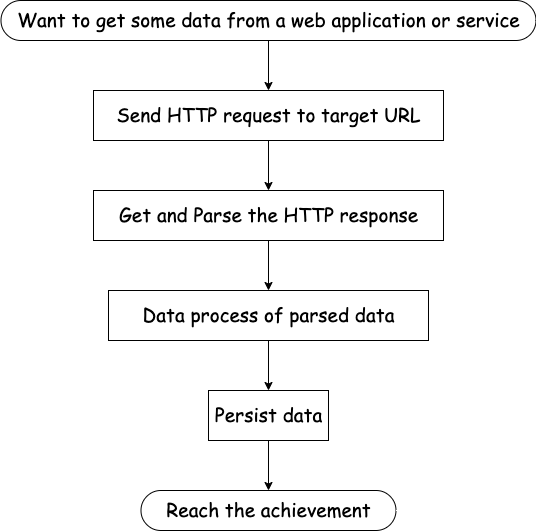 Want to get some data from a web application or service
Send HTTP request to target URL
Get and Parse the HTTP response
Data process of parsed data
Persist data
Reach the achievement